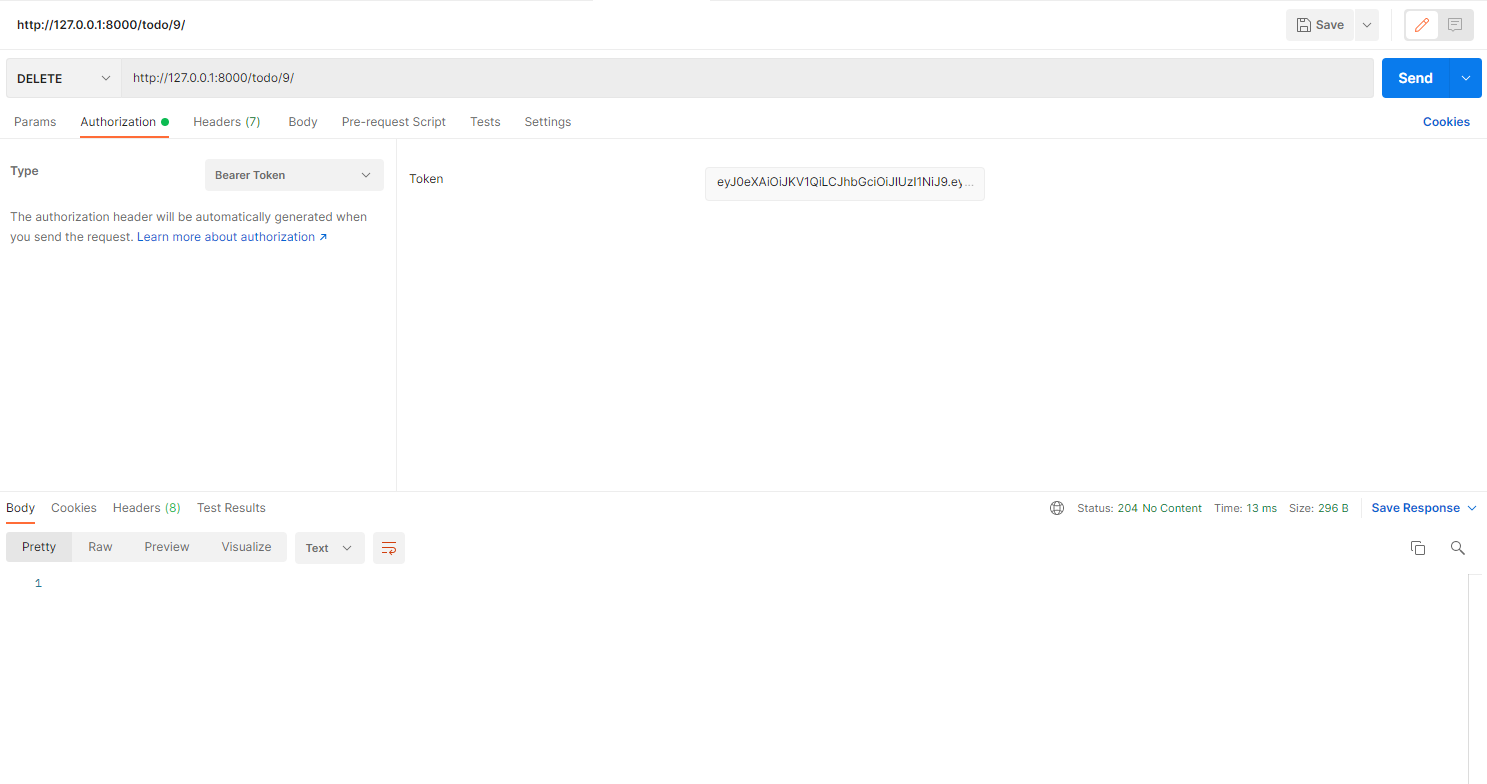 http://127.0.0.1:8000/todo/9/
Save
DELETE
http://127.0.0.1:8000/todo/9/
Send
Params Authorization Headers (7) Body Pre-request Script Tests Settings Cookies
Type
Bearer Token
Token
eyJ0eXAiOiJKV1QiLCJhbGciOiJIUzI1NiJ9.ey...
The authorization header will be automatically generated when
you send the request. Learn more about authorization ↗
Body Cookies Headers (8) Test Results
Status: 204 No Content Time: 13 ms Size: 296 B Save Response
Pretty Raw Preview Visualize Text
1